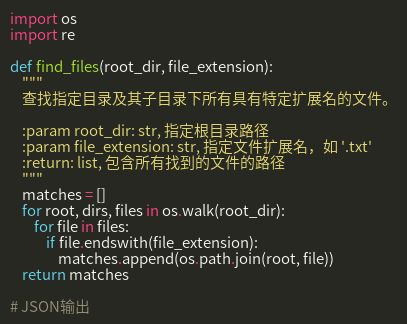 import os
import re

def find_files(root_dir, file_extension):
    """
    查找指定目录及其子目录下所有具有特定扩展名的文件。

    :param root_dir: str, 指定根目录路径
    :param file_extension: str, 指定文件扩展名，如 '.txt'
    :return: list, 包含所有找到的文件的路径
    """
    matches = []
    for root, dirs, files in os.walk(root_dir):
        for file in files:
            if file.endswith(file_extension):
                matches.append(os.path.join(root, file))
    return matches

# JSON输出